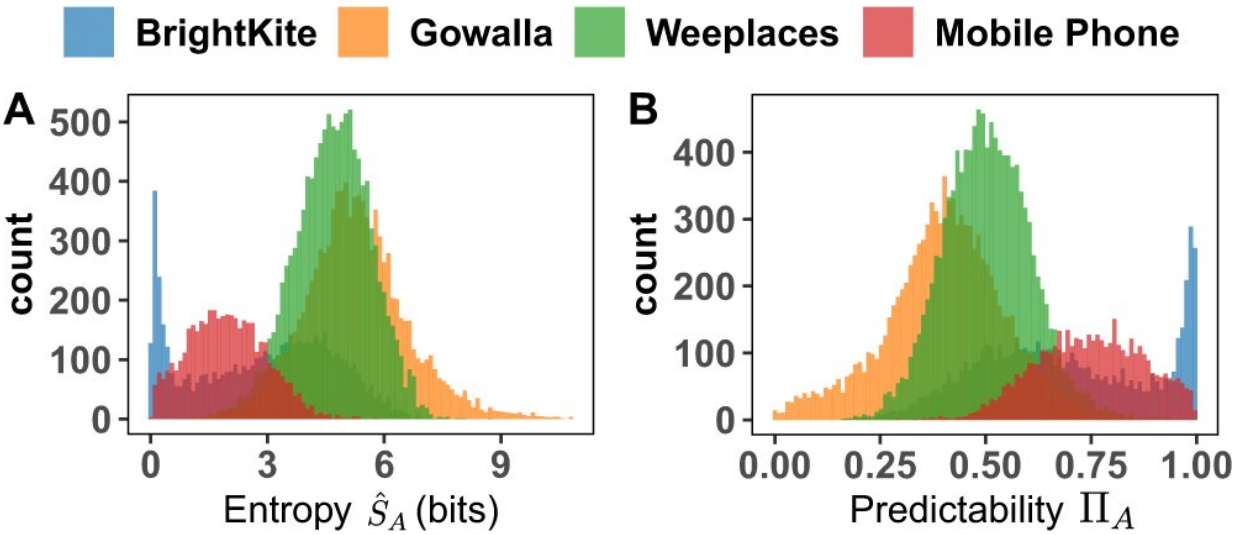 BrightKite Gowalla Weeplaces Mobile Phone
A
500
400
300
200
100
0
count
0 3 6 9
Entropy Ŝ_A (bits)
B
400
300
200
100
0
count
0.00 0.25 0.50 0.75 1.00
Predictability Π_A